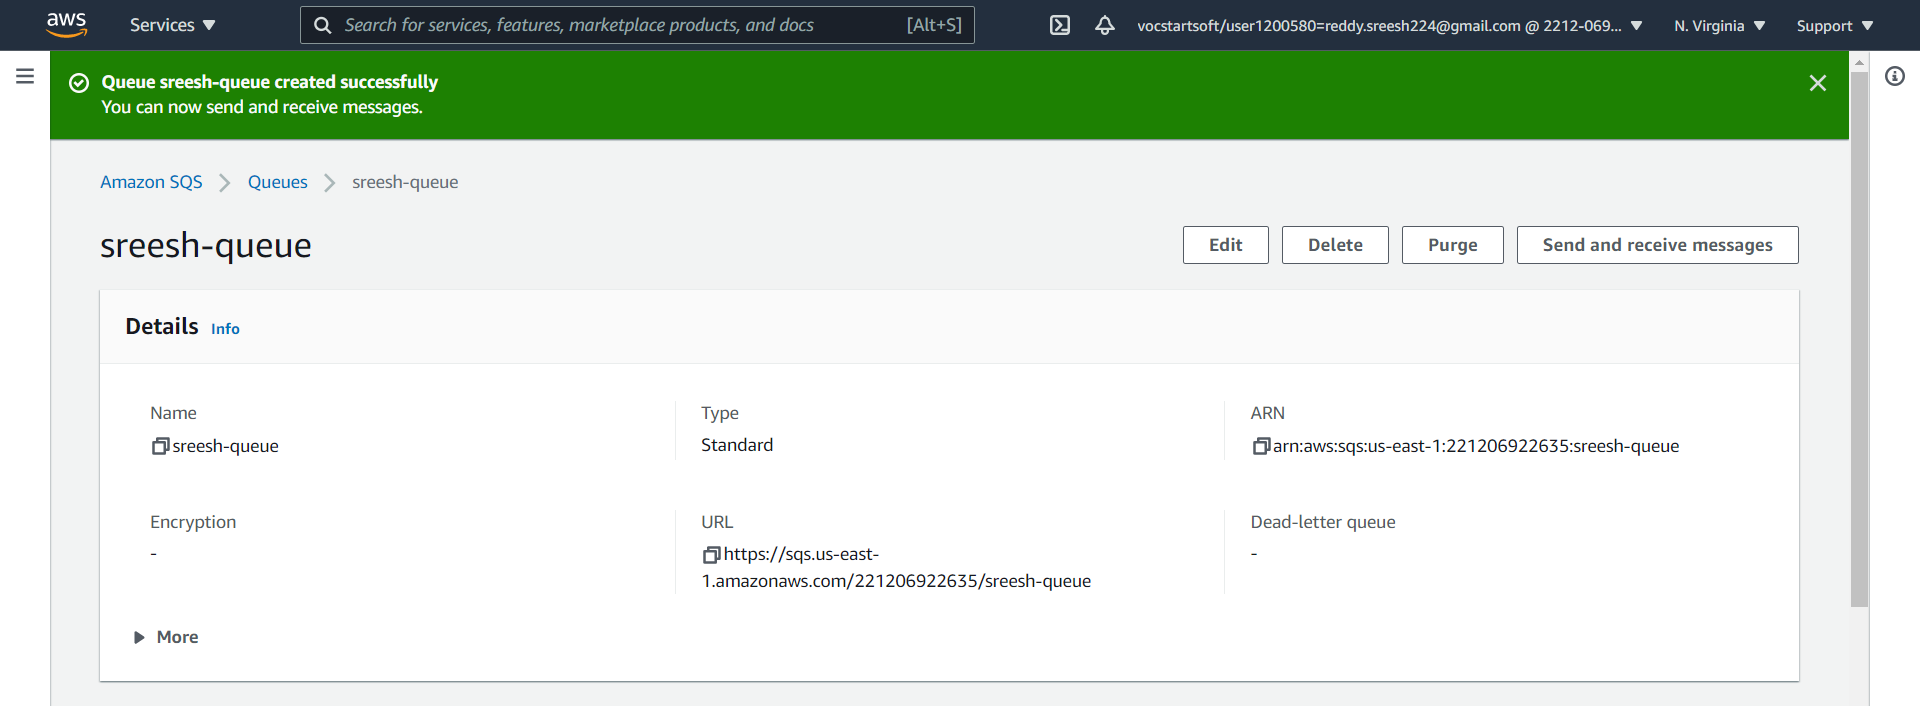 aws
Services
Search for services, features, marketplace products, and docs [Alt+S]
vocstartsoft/user1200580=reddy.sreesh224@gmail.com @ 2212-069...
N. Virginia
Support
Queue sreesh-queue created successfully
You can now send and receive messages.
Amazon SQS
Queues
sreesh-queue
sreesh-queue
Edit
Delete
Purge
Send and receive messages
Details Info
Name
sreesh-queue
Type
Standard
ARN
arn:aws:sqs:us-east-1:221206922635:sreesh-queue
Encryption
-
URL
https://sqs.us-east-
1.amazonaws.com/221206922635/sreesh-queue
Dead-letter queue
-
More